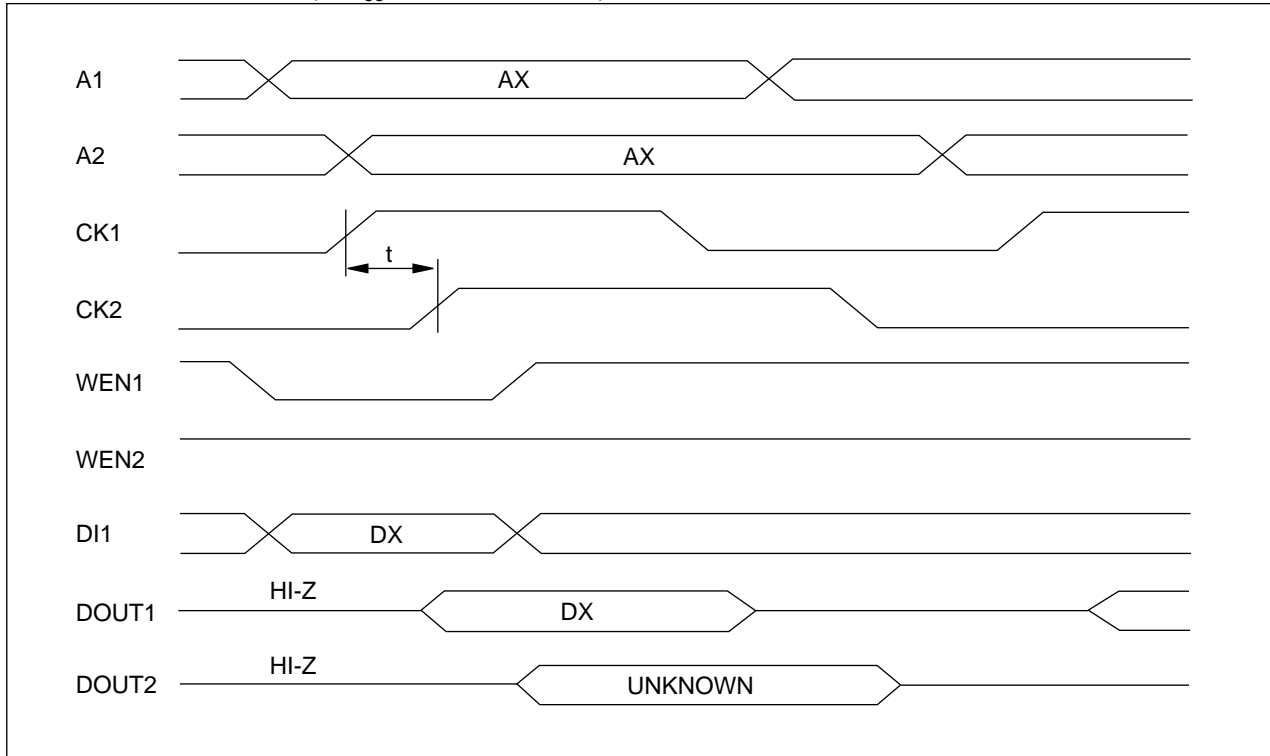 A1
AX
A2
AX
CK1
t
CK2
WEN1
WEN2
DI1
DX
HI-Z
DOUT1
DX
HI-Z
DOUT2
UNKNOWN